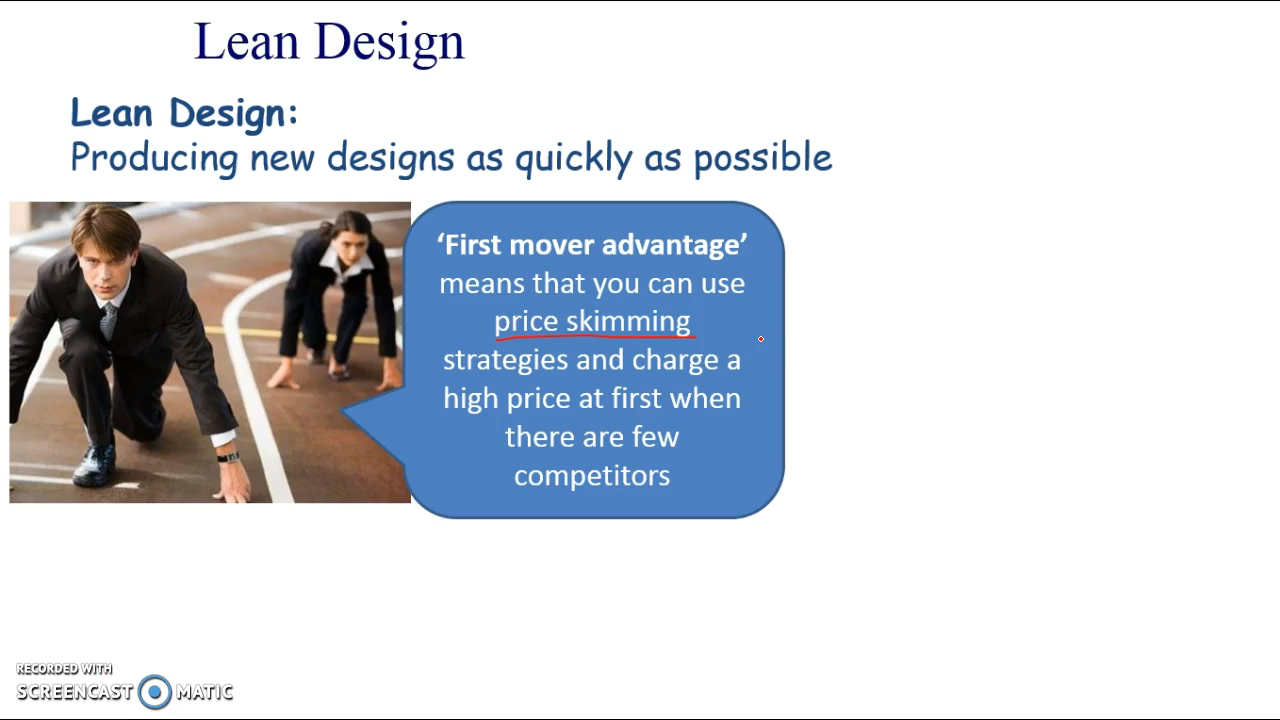 Lean Design
Lean Design:
Producing new designs as quickly as possible
‘First mover advantage’
means that you can use
price skimming
strategies and charge a
high price at first when
there are few
competitors
RECORDED WITH
SCREENCAST MATIC